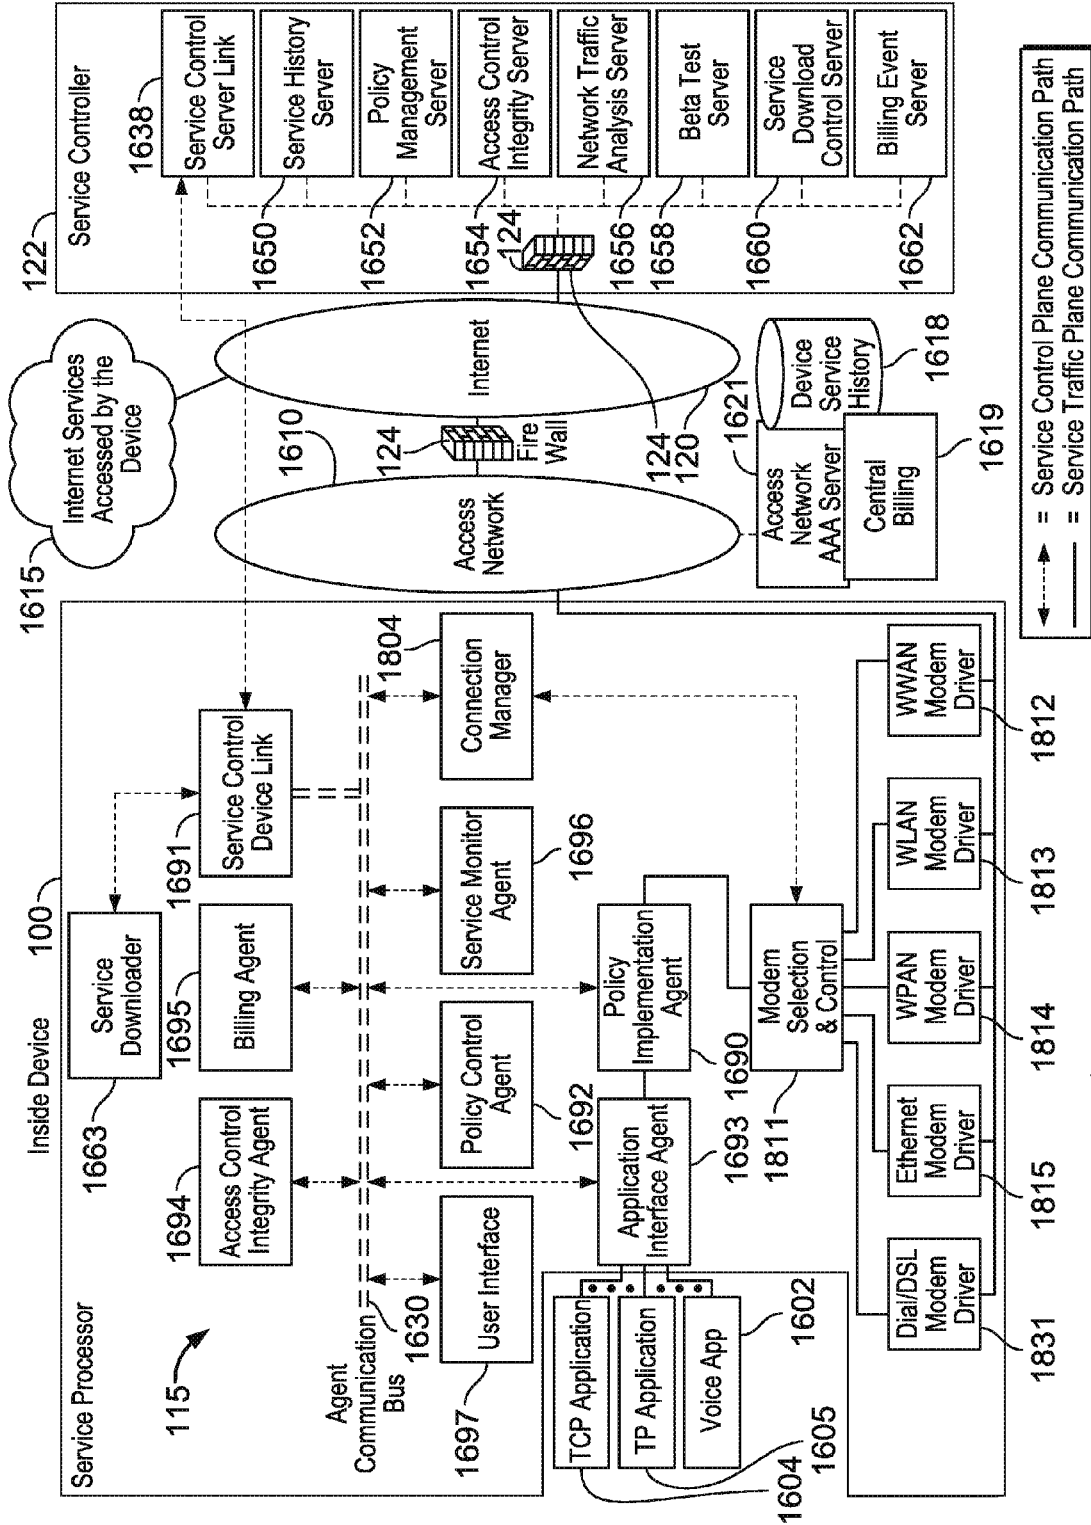 Service Processor
Inside Device
100
115
1663
Service
Downloader
1694
Access Control
Integrity Agent
1695
Billing Agent
1691
Service Control
Device Link
Agent
Communication
Bus
1630
User Interface
1697
Policy Control
Agent
1692
Service Monitor
Agent
1696
1804
Connection
Manager
TCP Application
1604
TP Application
1605
Voice App
1602
Application
Interface Agent
1693
Policy
Implementation
Agent
1690
Modem
Selection
& Control
1811
Dial/DSL
Modem
Driver
1831
Ethernet
Modem
Driver
1815
WPAN
Modem
Driver
1814
WLAN
Modem
Driver
1813
WWAN
Modem
Driver
1812
1615
Internet Services
Accessed by the
Device
1610
Access
Network
124
Fire
Wall
Internet
120
124
1621
Access
Network
AAA Server
Device
Service
History
1618
Central
Billing
1619
122
Service Controller
1638
Service Control
Server Link
1650
Service History
Server
1652
Policy
Management
Server
1654
Access Control
Integrity Server
124
1656
Network Traffic
Analysis Server
1658
Beta Test
Server
1660
Service
Download
Control Server
1662
Billing Event
Server
= Service Control Plane Communication Path
= Service Traffic Plane Communication Path